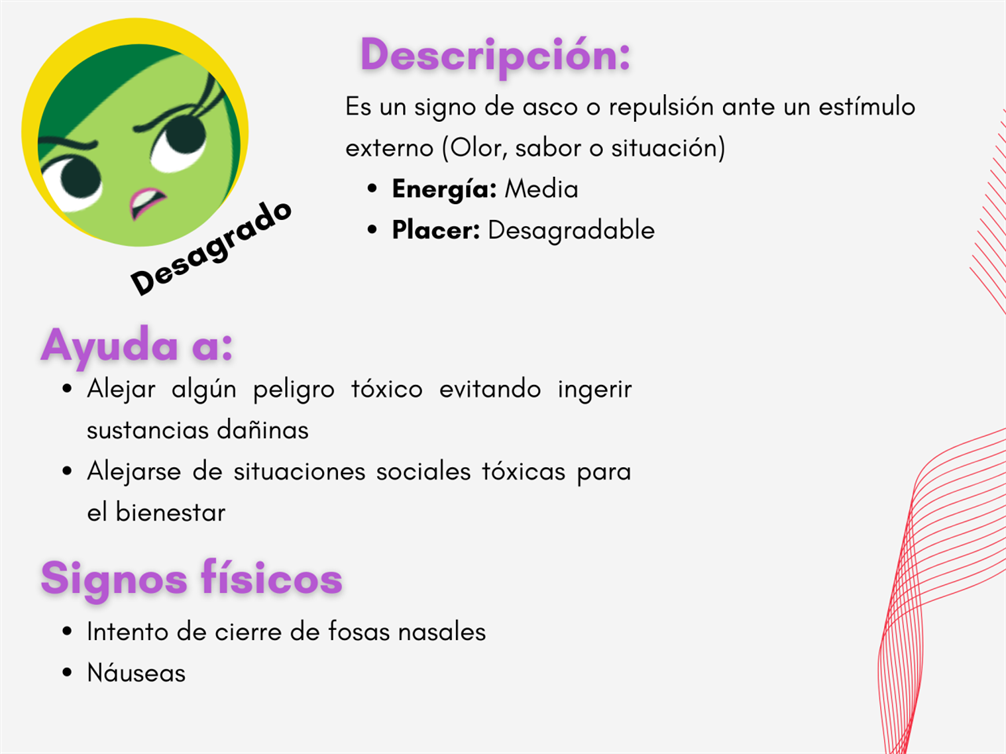 Desagrado
Descripción:
Es un signo de asco o repulsión ante un estímulo
externo (Olor, sabor o situación)
• Energía: Media
• Placer: Desagradable
Ayuda a:
• Alejar algún peligro tóxico evitando ingerir
sustancias dañinas
• Alejarse de situaciones sociales tóxicas para
el bienestar
Signos físicos
• Intento de cierre de fosas nasales
• Náuseas